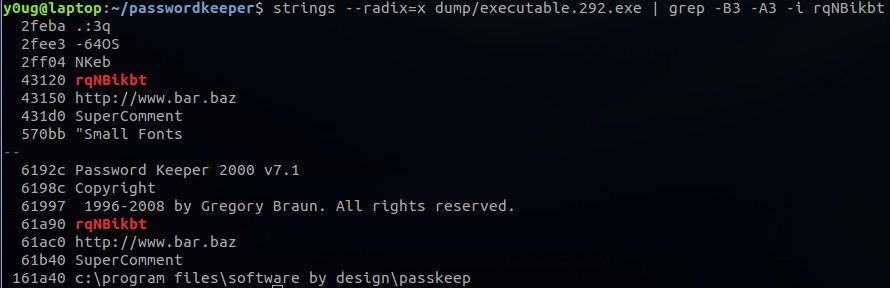 y0ug@laptop:~/passwordkeeper$ strings --radix=x dump/executable.292.exe | grep -B3 -A3 -i rqNBikbt
2feba .:3q
2fee3 -64OS
2ff04 NKeb
43120 rqNBikbt
43150 http://www.bar.baz
431d0 SuperComment
570bb "Small Fonts
--
6192c Password Keeper 2000 v7.1
6198c Copyright
61997  1996-2008 by Gregory Braun. All rights reserved.
61a90 rqNBikbt
61ac0 http://www.bar.baz
61b40 SuperComment
161a40 c:\program files\software by design\passkeep